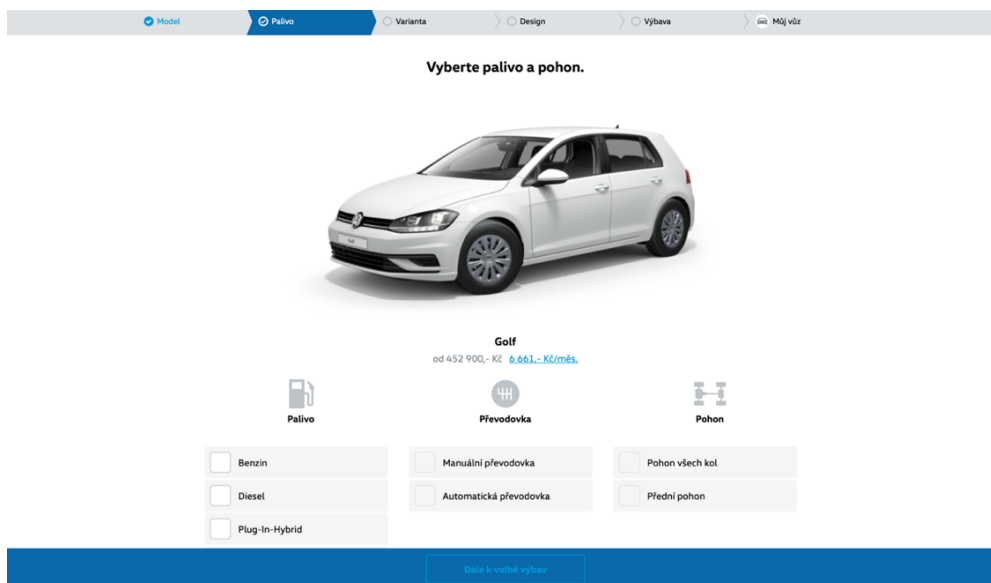 Model
Palivo
Varianta
Design
Výbava
Můj vůz
Vyberte palivo a pohon.
Golf
Golf
od 452 900,- Kč 6 661,- Kč/měs.
Palivo
Převodovka
Pohon
Benzin
Manuální převodovka
Pohon všech kol
Diesel
Automatická převodovka
Přední pohon
Plug-In-Hybrid
Dále k volbě výbav